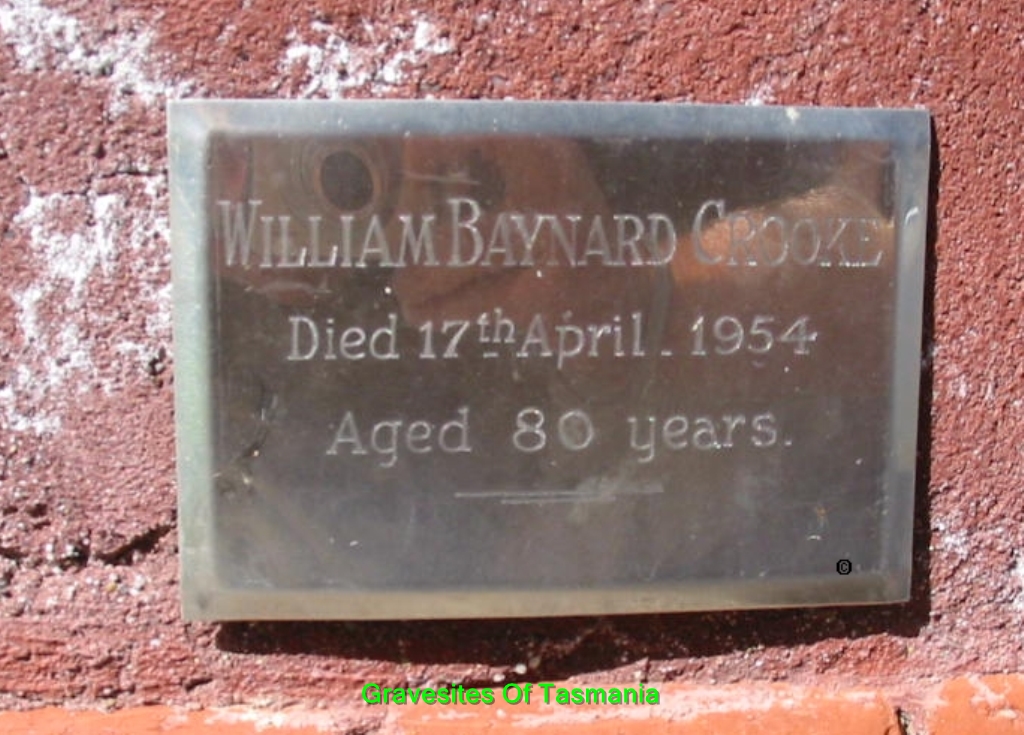 WILLIAM BAYNARD CROOKE
Died 17th April. 1954
Aged 80 years.
©
Gravesites Of Tasmania